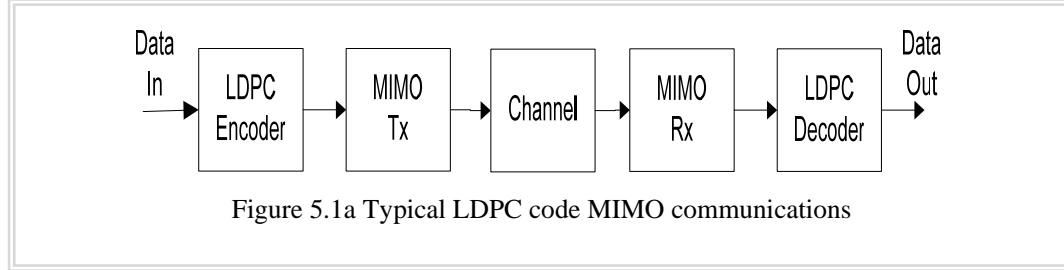 Data
In
LDPC
Encoder
MIMO
Tx
Channel
MIMO
Rx
LDPC
Decoder
Data
Out
Figure 5.1a Typical LDPC code MIMO communications